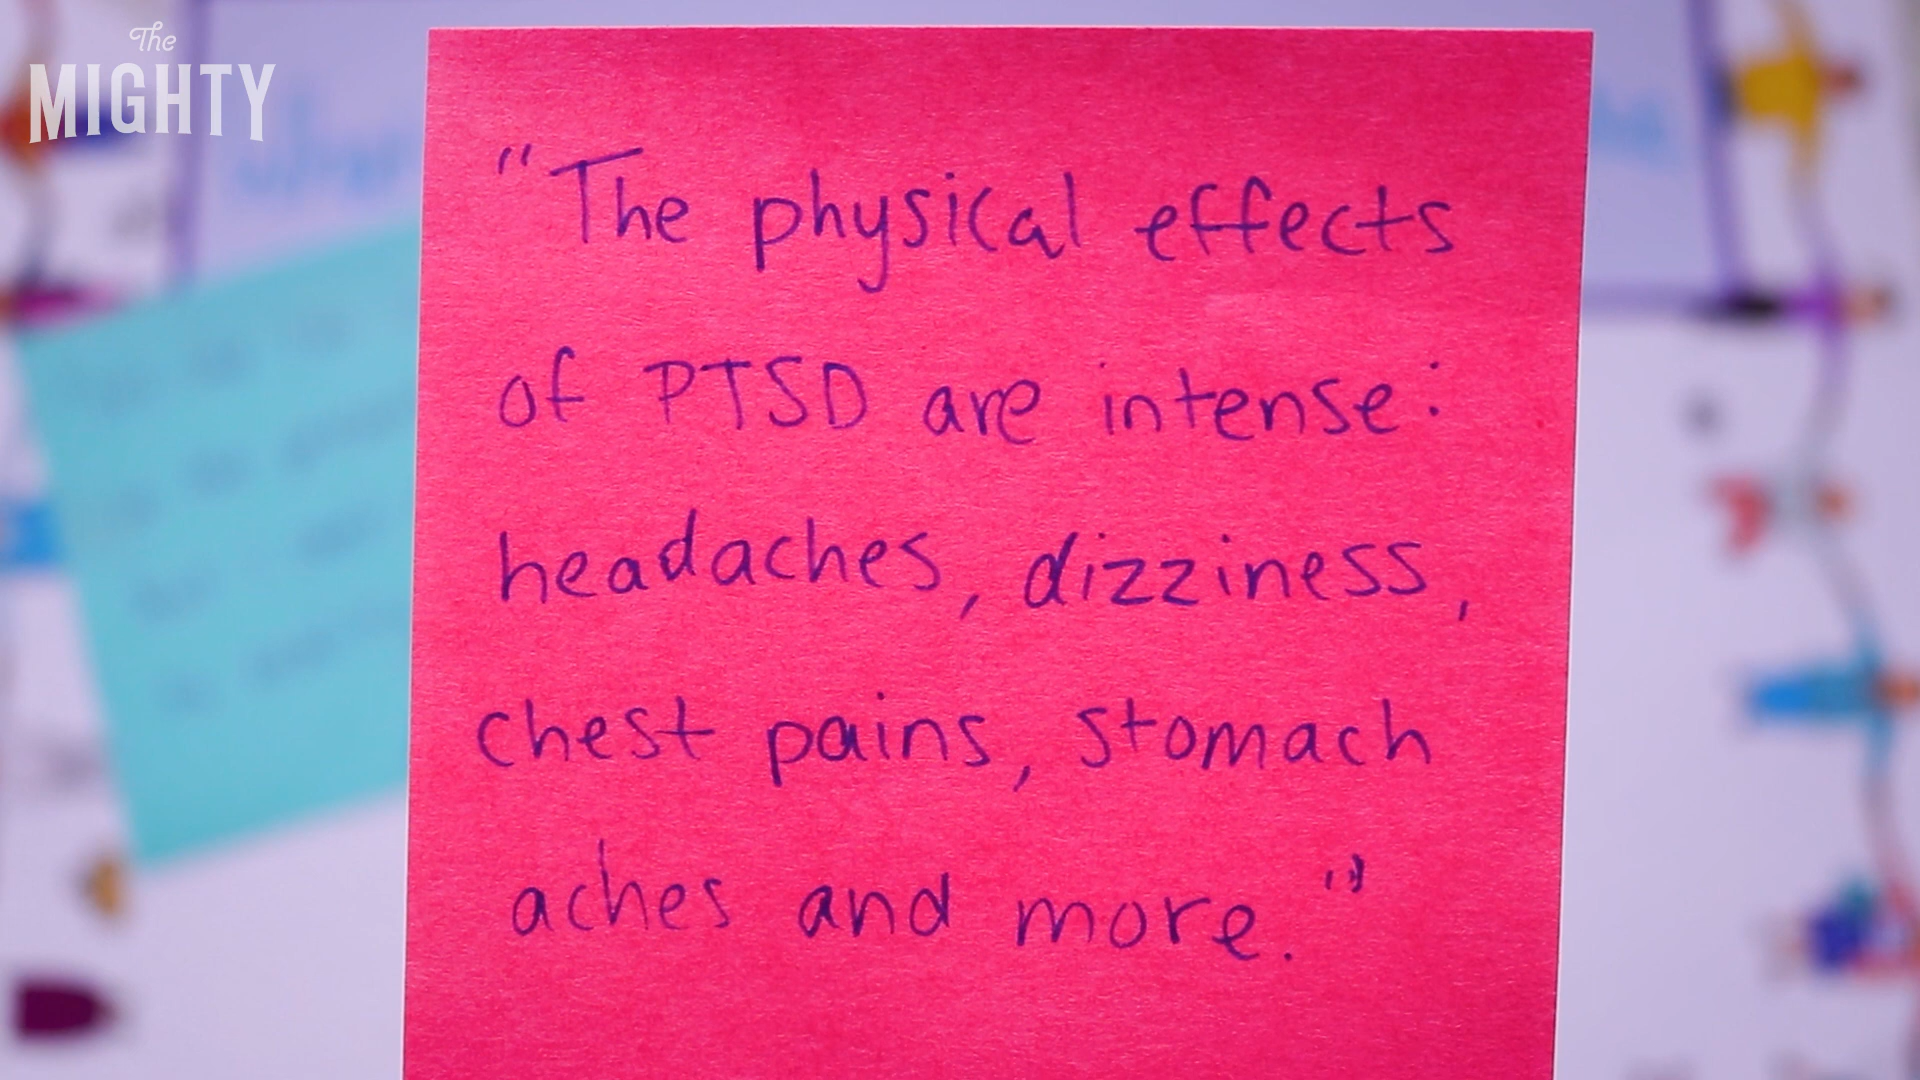 The
MIGHTY
"The physical effects
of PTSD are intense:
headaches, dizziness,
chest pains, stomach
aches and more."